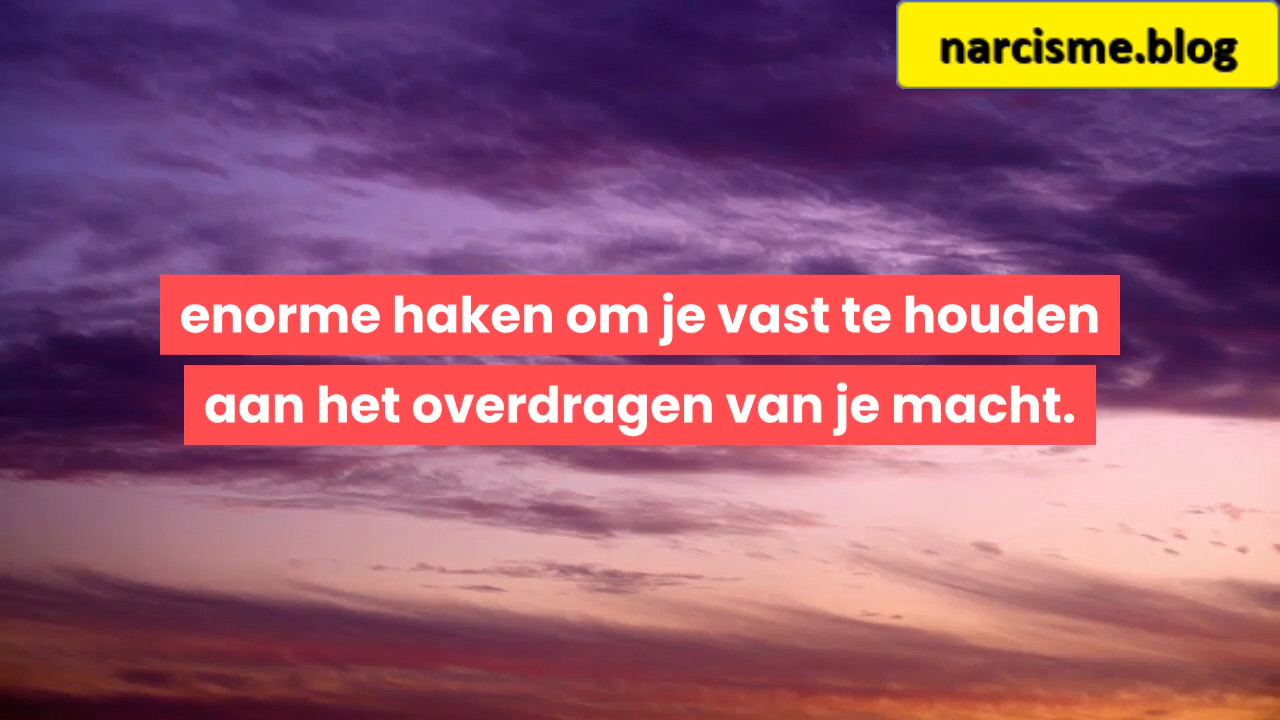 narcisme.blog
enorme haken om je vast te houden
aan het overdragen van je macht.